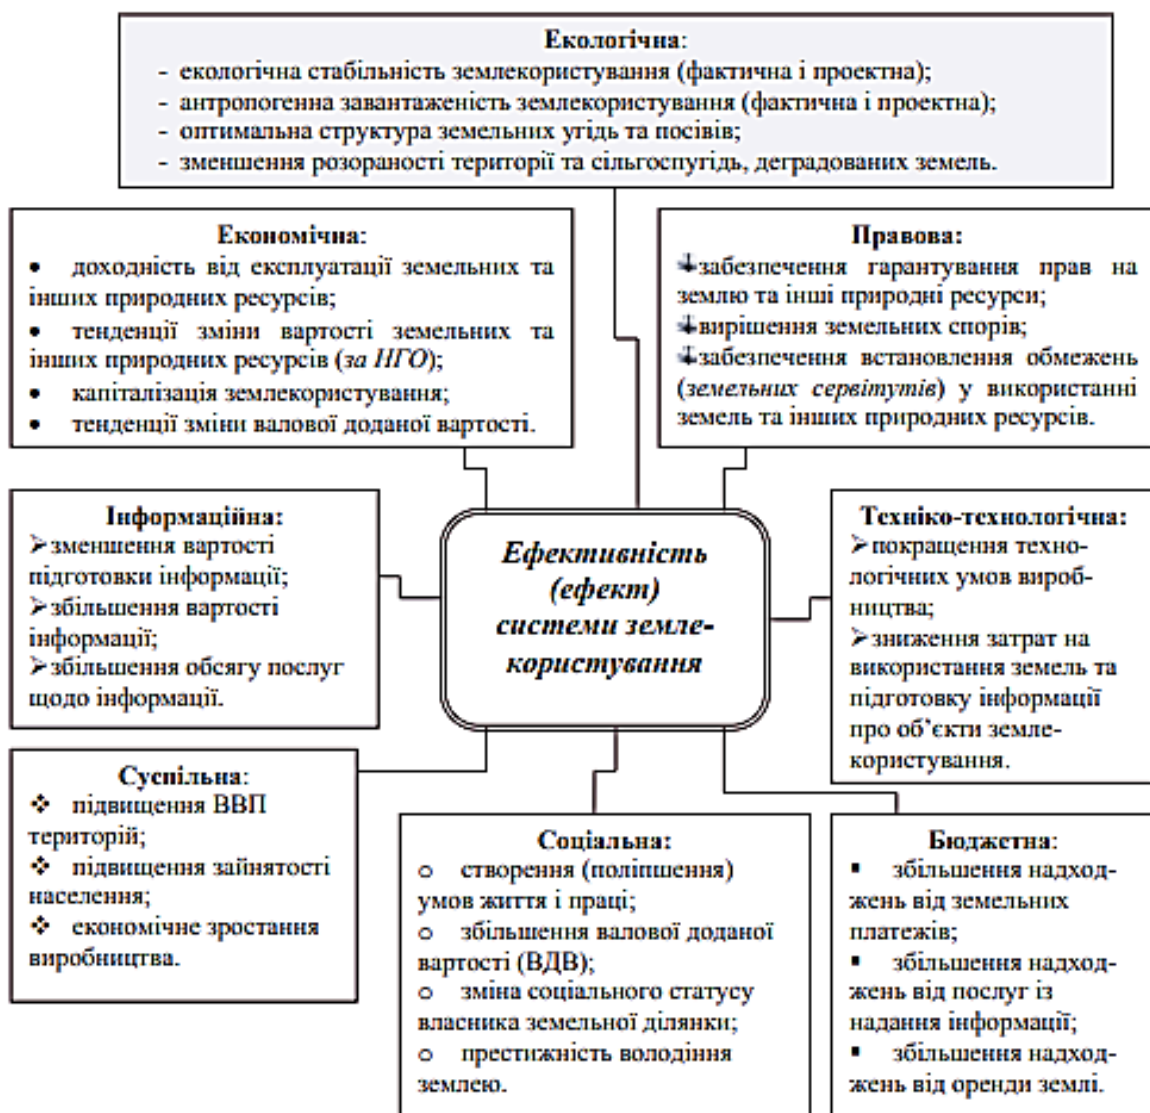 Екологічна:
- екологічна стабільність землекористування (фактична і проектна);
- антропогенна завантаженість землекористування (фактична і проектна);
- оптимальна структура земельних угідь та посівів;
- зменшення розораності території та сільгоспугідь, деградованих земель.
Економічна:
• доходність від експлуатації земельних та
інших природних ресурсів;
• тенденції зміни вартості земельних та
інших природних ресурсів (за НГО);
• капіталізація землекористування;
• тенденції зміни валової доданої вартості.
Правова:
забезпечення гарантування прав на
землю та інші природні ресурси;
вирішення земельних спорів;
забезпечення встановлення обмежень
(земельних сервітутів) у використанні
земель та інших природних ресурсів.
Інформаційна:
➢зменшення вартості
підготовки інформації;
➢збільшення вартості
інформації;
➢збільшення обсягу послуг
щодо інформації.
Ефективність
(ефект)
системи земле-
користування
Техніко-технологічна:
➢покращення техно-
логічних умов вироб-
ництва;
➢зниження затрат на
використання земель та
підготовку інформації
про об’єкти земле-
користування.
Суспільна:
❖ підвищення ВВП
територій;
❖ підвищення зайнятості
населення;
❖ економічне зростання
виробництва.
Соціальна:
o створення (поліпшення)
умов життя і праці;
o збільшення валової доданої
вартості (ВДВ);
o зміна соціального статусу
власника земельної ділянки;
o престижність володіння
землею.
Бюджетна:
▪ збільшення надход-
жень від земельних
платежів;
▪ збільшення надход-
жень від послуг із
надання інформації;
▪ збільшення надход-
жень від оренди землі.